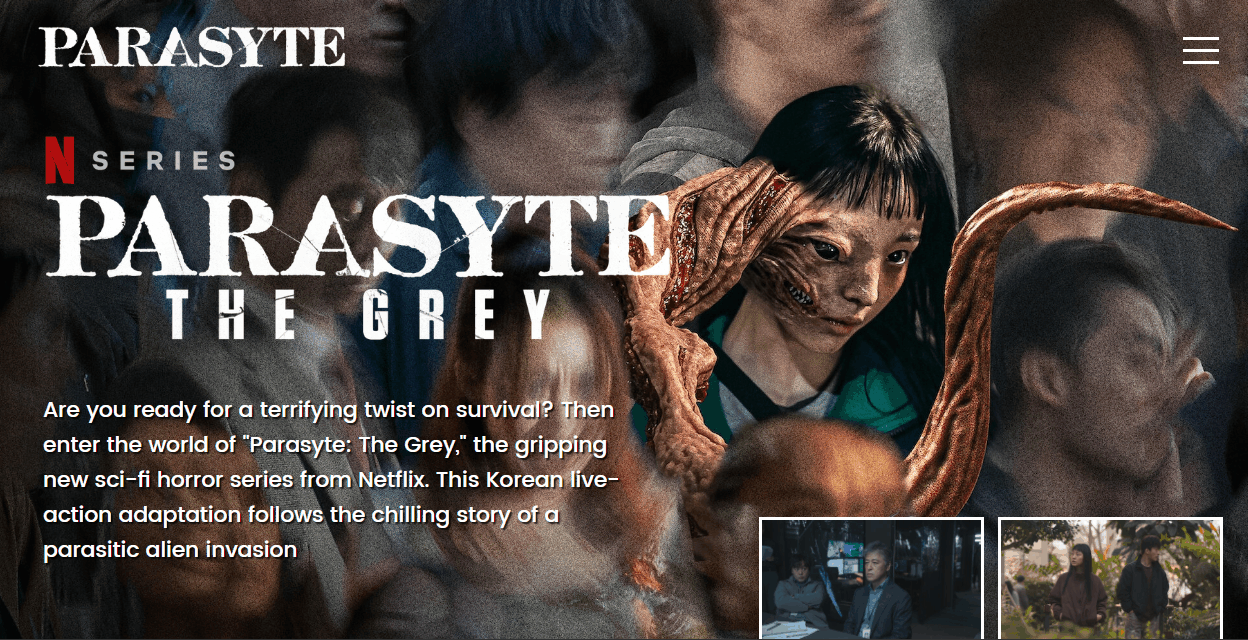 PARASYTE
N SERIES
PARASYTE
THE GREY
Are you ready for a terrifying twist on survival? Then
enter the world of "Parasyte: The Grey," the gripping
new sci-fi horror series from Netflix. This Korean live-
action adaptation follows the chilling story of a
parasitic alien invasion